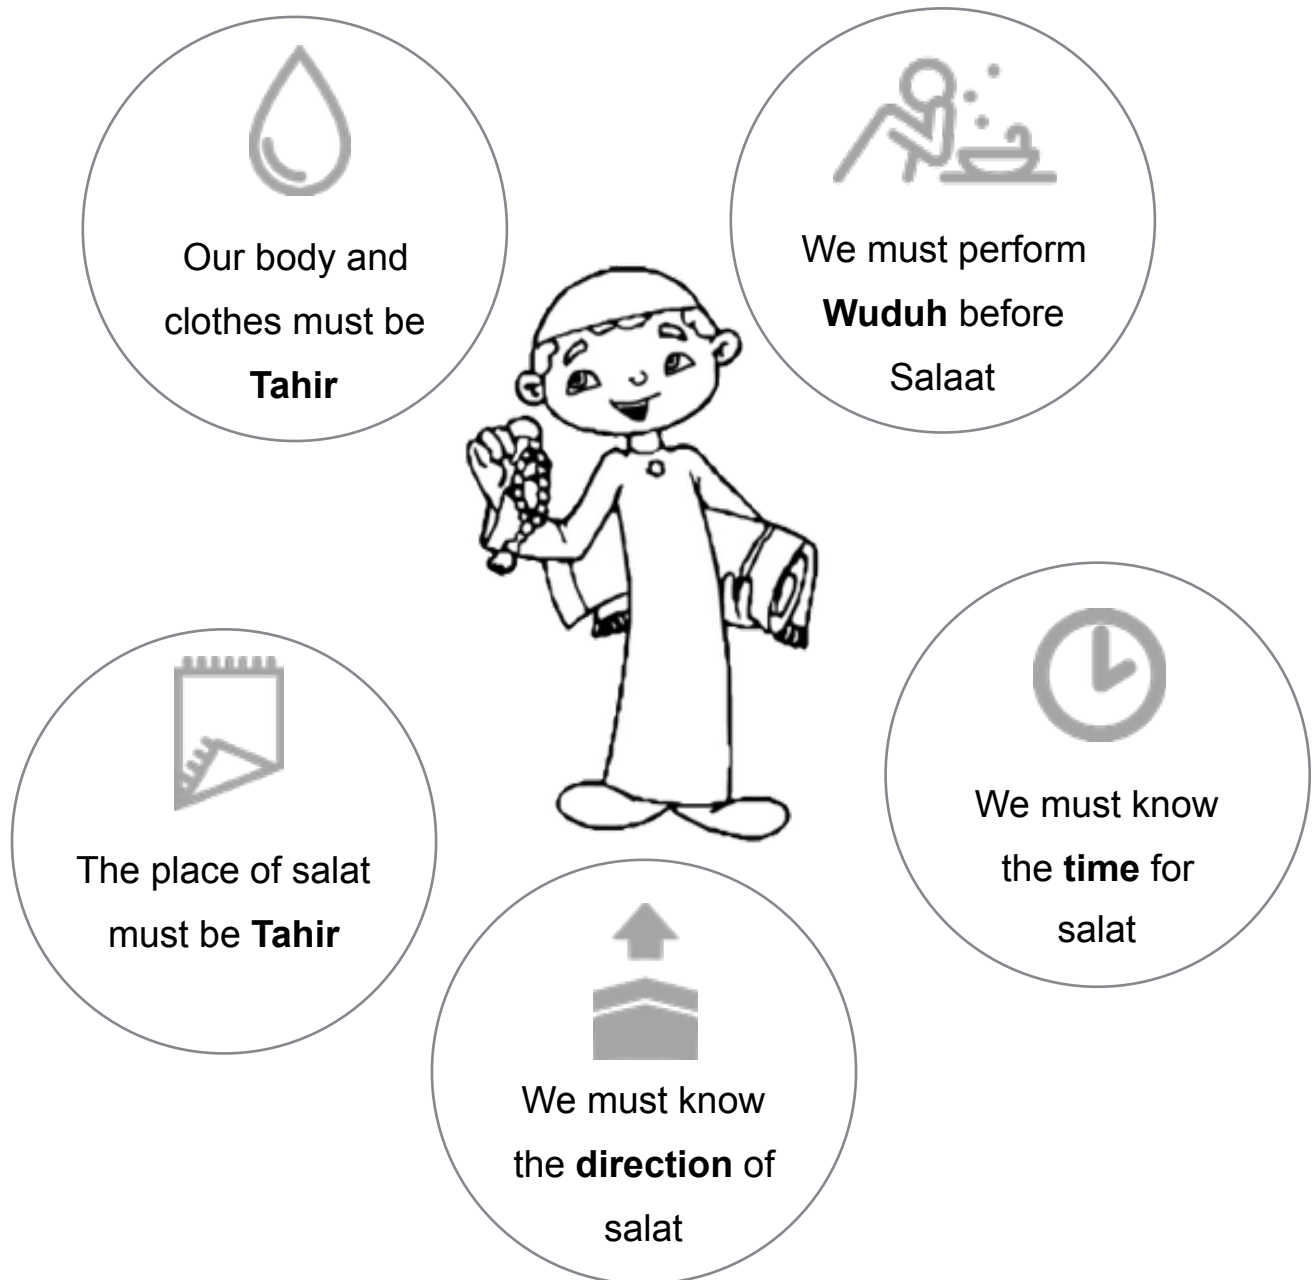 Our body and
clothes must be
Tahir
We must perform
Wuduh before
Salaat
The place of salat
must be Tahir
We must know
the time for
salat
We must know
the direction of
salat